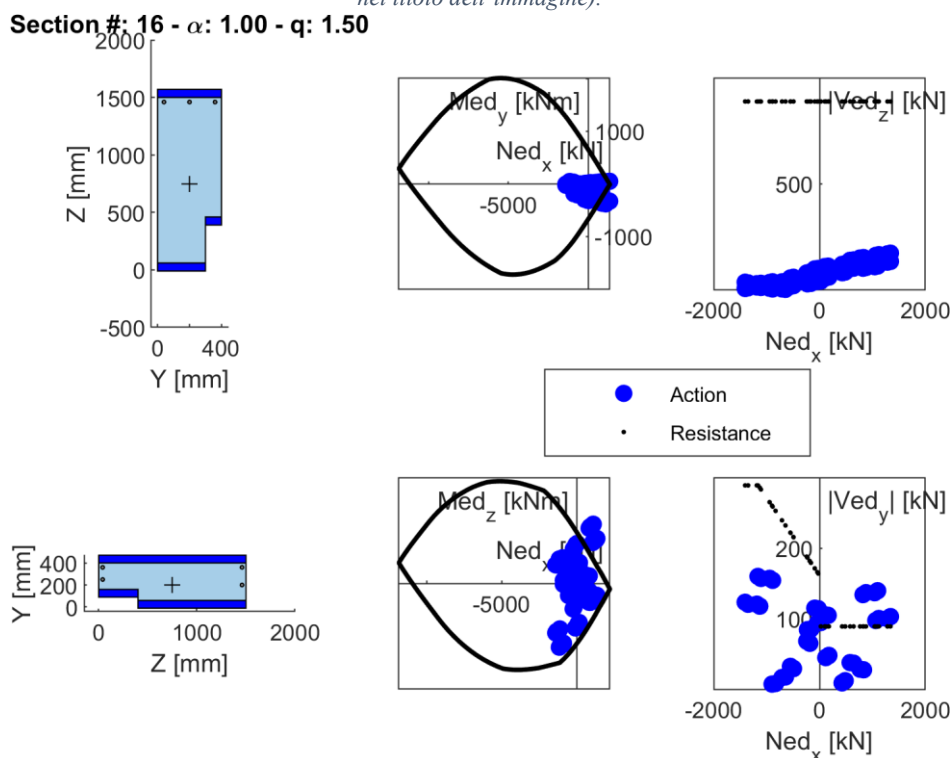 nel titolo dell'immagine).
Section #: 16 - α: 1.00 - q: 1.50
2000
1500
1000
500
0
-500
Z [mm]
0 400
Y [mm]
Med_y [kNm]
1000
Ned_x [kN]
-5000
-1000
|Ved_z| [kN]
500
-2000 0 2000
Ned_x [kN]
Action
Resistance
Y [mm]
400
200
0
0 1000 2000
Z [mm]
Med_z [kNm]
-5000
|Ved_y| [kN]
200
100
-2000 0 2000
Ned_x [kN]